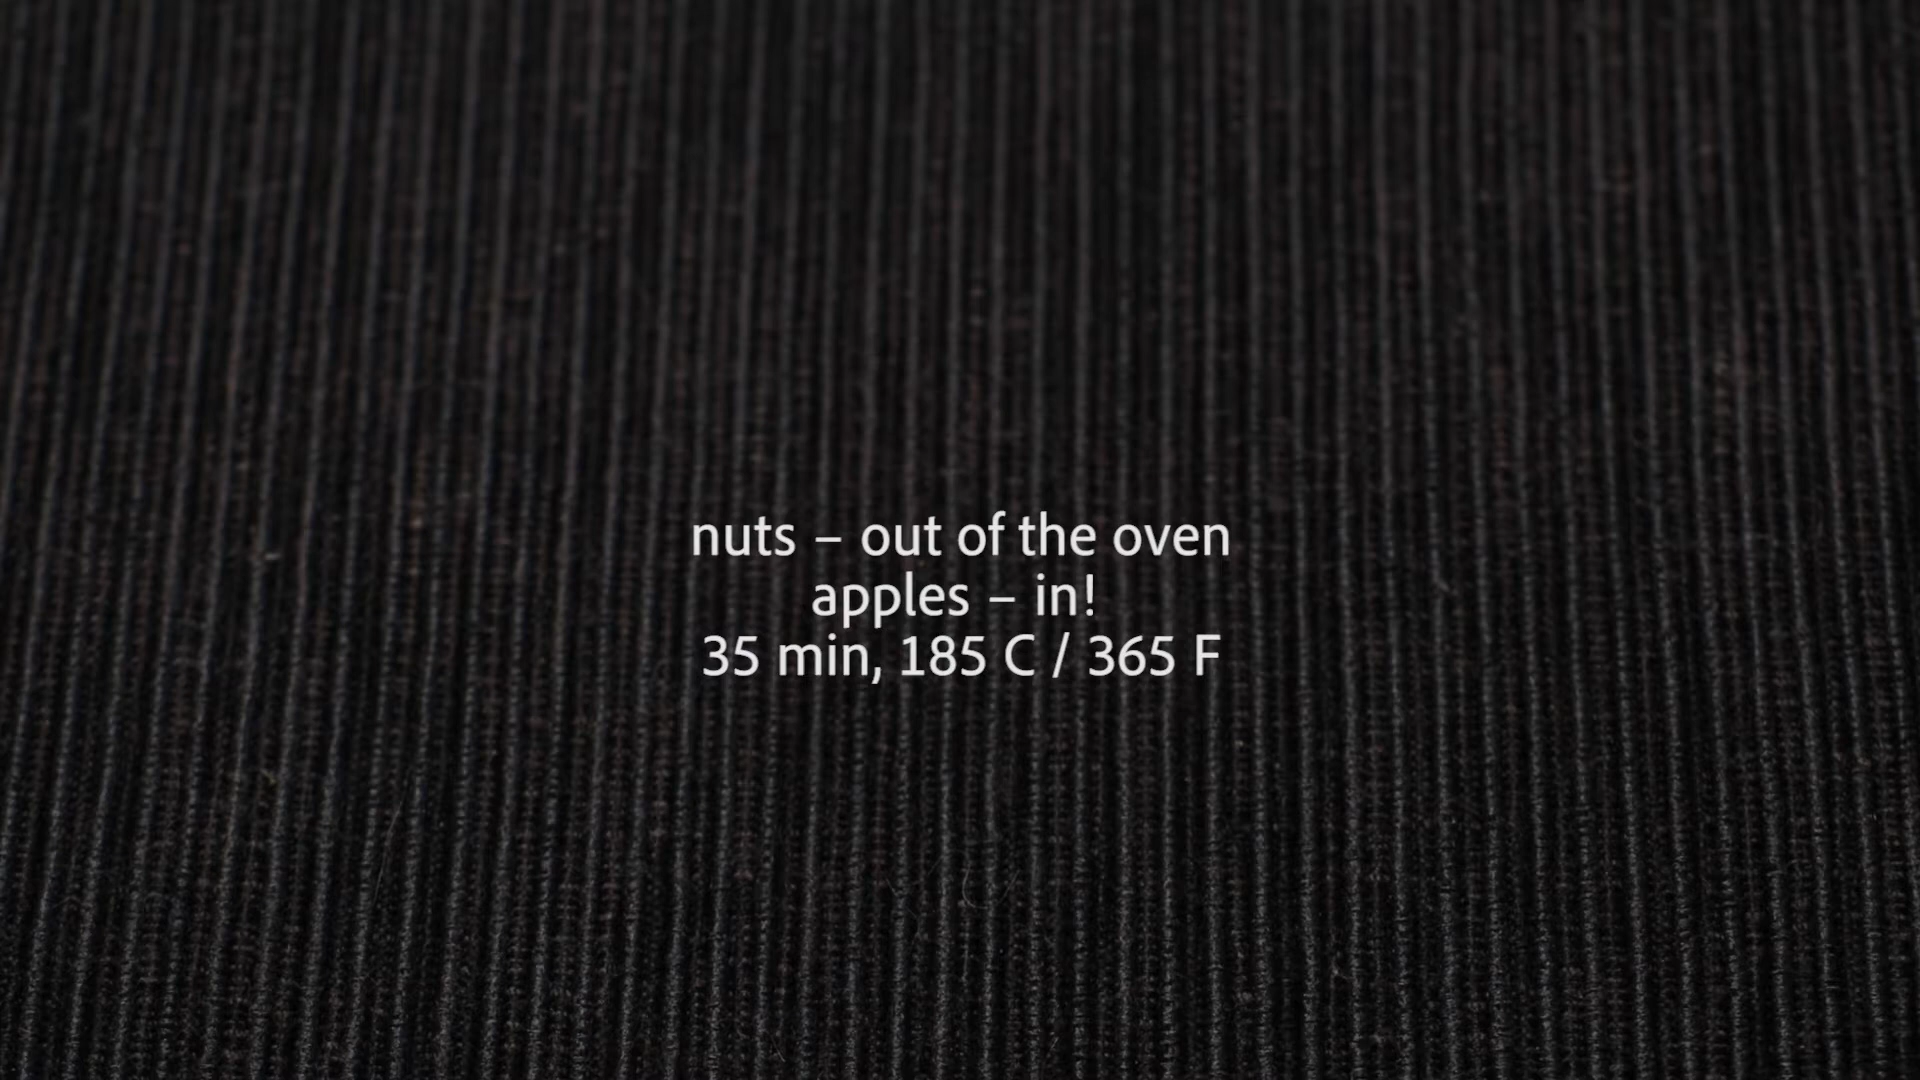 nuts – out of the oven
apples – in!
35 min, 185 C / 365 F